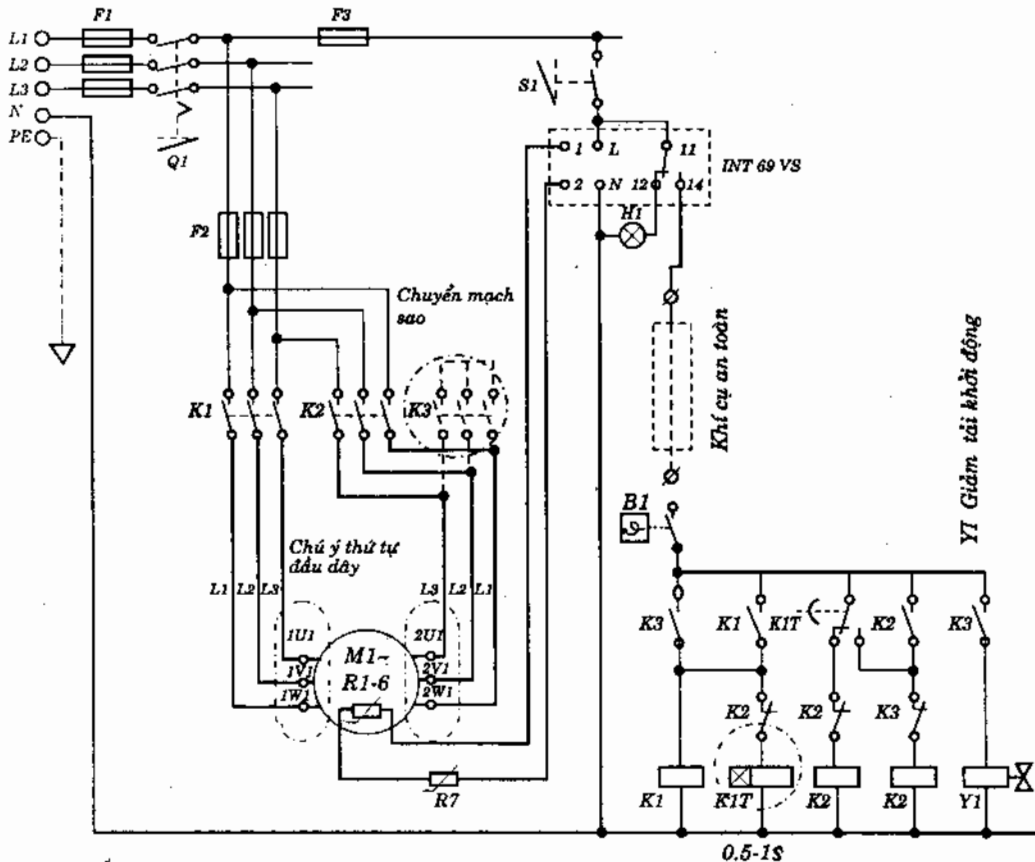 F1
F3
L1
L2
L3
N
PE
Q1
S1
1
L
11
INT 69 VS
2
N
12
14
H1
F2
Chuyển mạch
sao
K1
K2
K3
Khí cụ an toàn
Y1 Giảm tải khởi động
B1
Chú ý thứ tự
đầu dây
L1
L2
L3
L3
L2
L1
1U1
1V1
1W1
M1~
R1-6
2U1
2V1
2W1
R7
K3
K1
K1T
K2
K3
K2
K2
K3
K1
K1T
K2
K2
Y1
0.5-1S